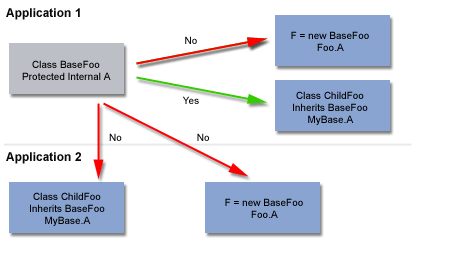 Application 1
No
F = new BaseFoo
Foo.A
Class BaseFoo
Protected Internal A
Yes
Class ChildFoo
Inherits BaseFoo
MyBase.A
No
No
Application 2
Class ChildFoo
Inherits BaseFoo
MyBase.A
F = new BaseFoo
Foo.A